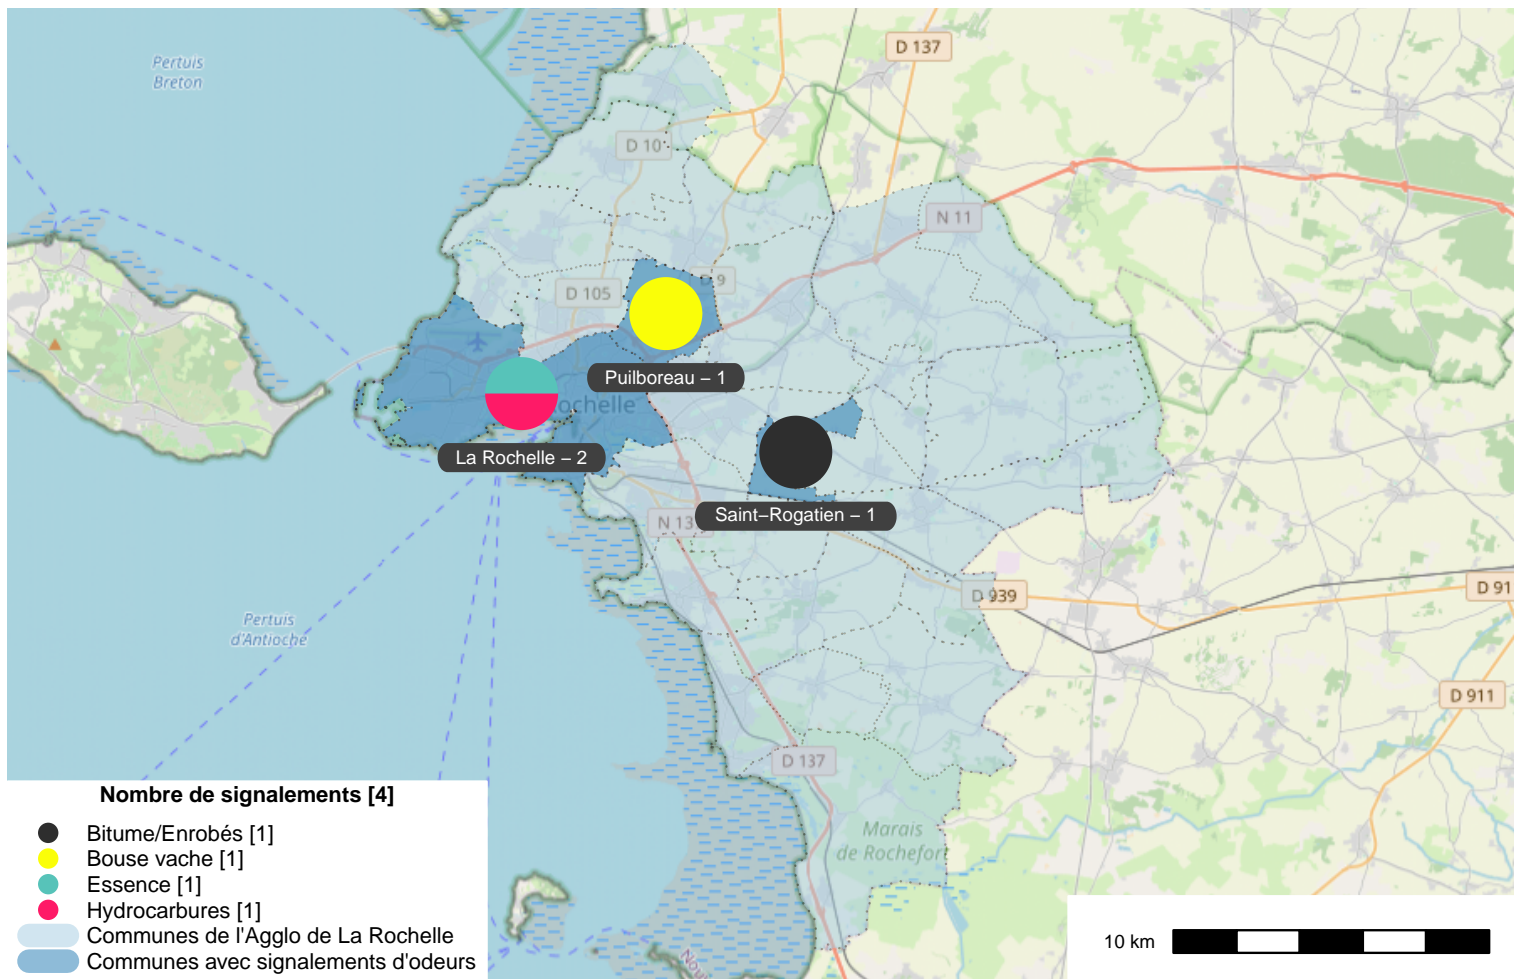 Pertuis
Breton
D 137
D 10
N 11
D 9
D 105
Puilboreau – 1
ochelle
La Rochelle – 2
Saint–Rogatien – 1
N 13
D 939
D 91
Pertuis
d'Antioche
D 911
D 137
Marais
de Rochefort
Nombre de signalements [4]
Bitume/Enrobés [1]
Bouse vache [1]
Essence [1]
Hydrocarbures [1]
Communes de l'Agglo de La Rochelle
Communes avec signalements d'odeurs
10 km